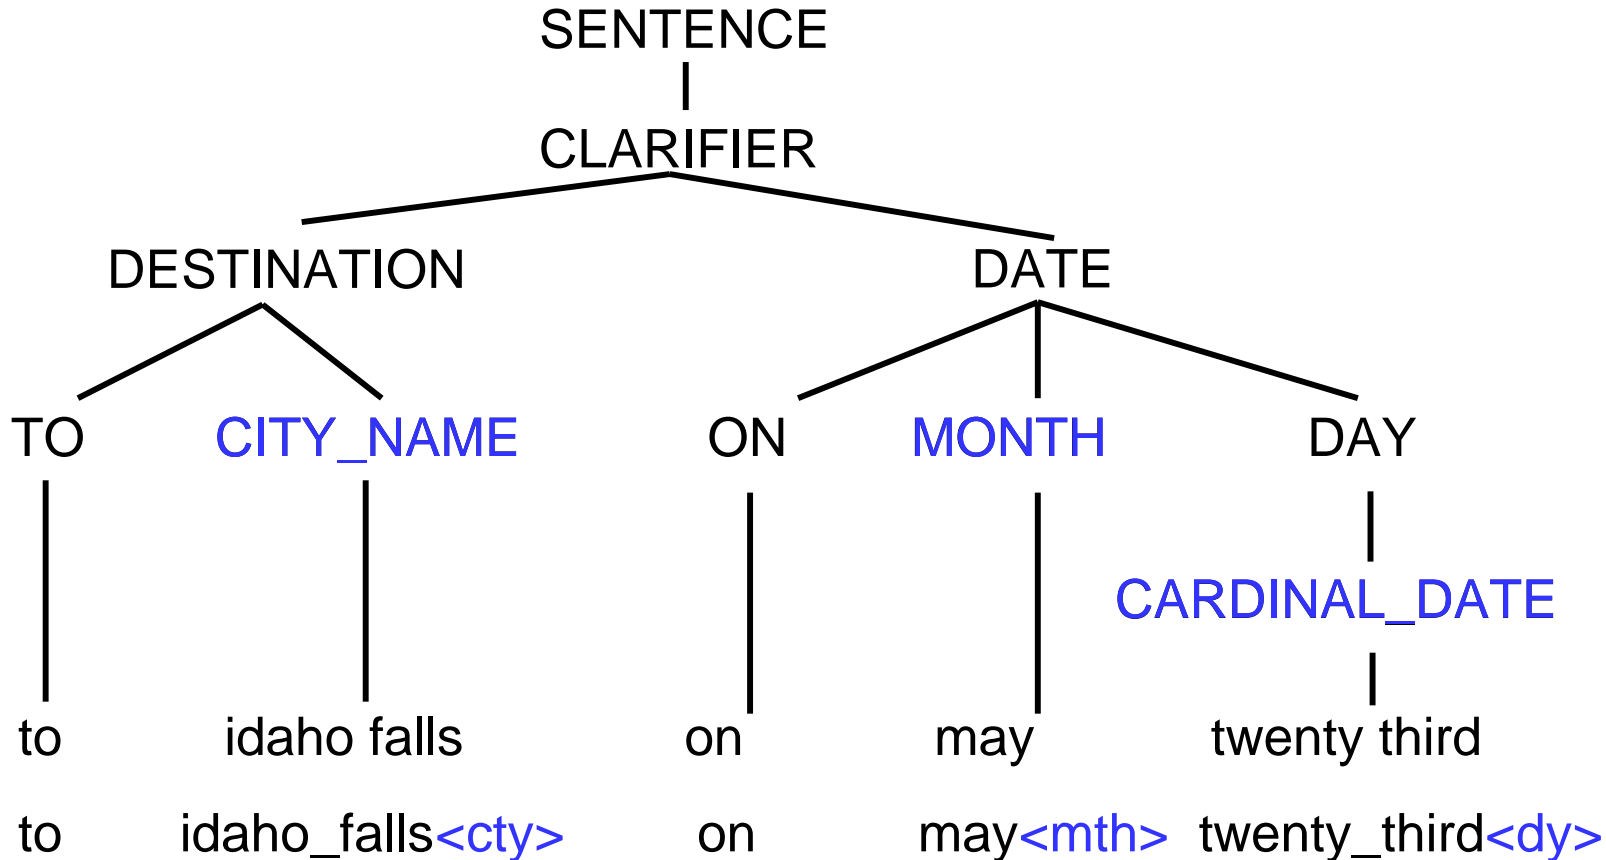 SENTENCE
CLARIFIER
DESTINATION DATE
TO CITY_NAME ON MONTH DAY
CARDINAL_DATE
to idaho falls on may twenty third
to idaho_falls<cty> on may<mth> twenty_third<dy>